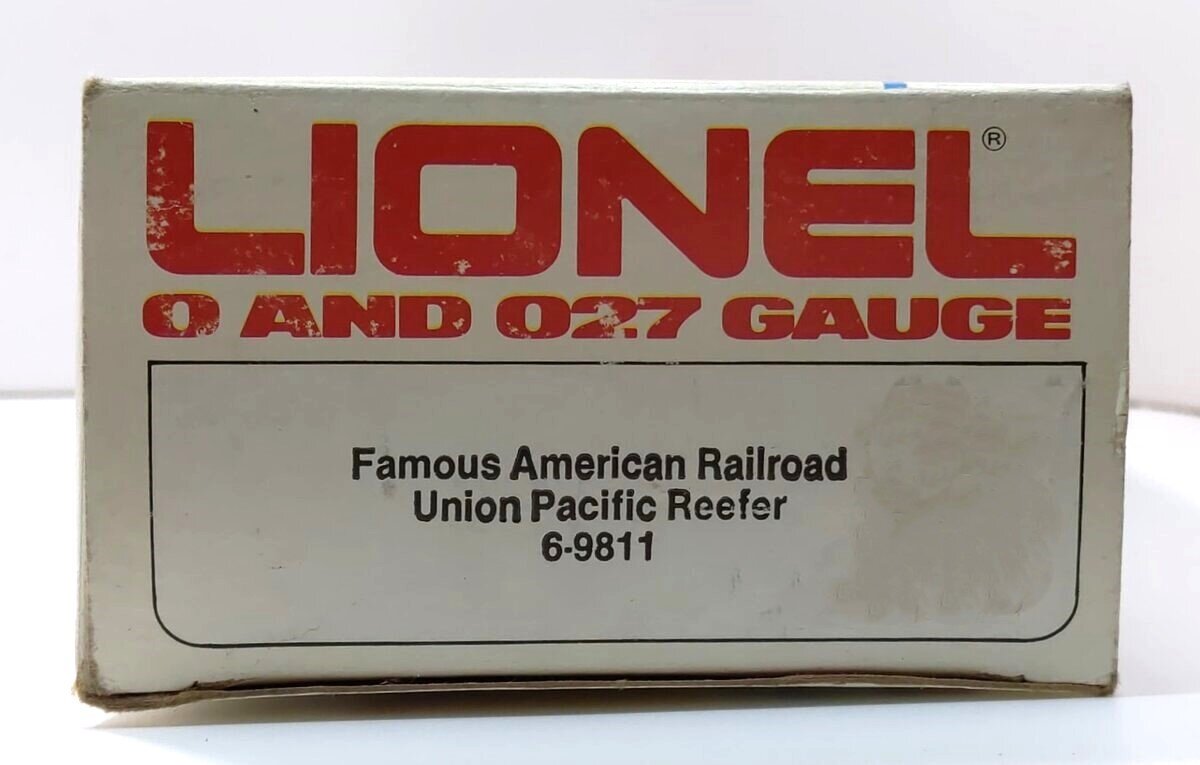 LIONEL®
O AND O27 GAUGE
Famous American Railroad
Union Pacific Reefer
6-9811